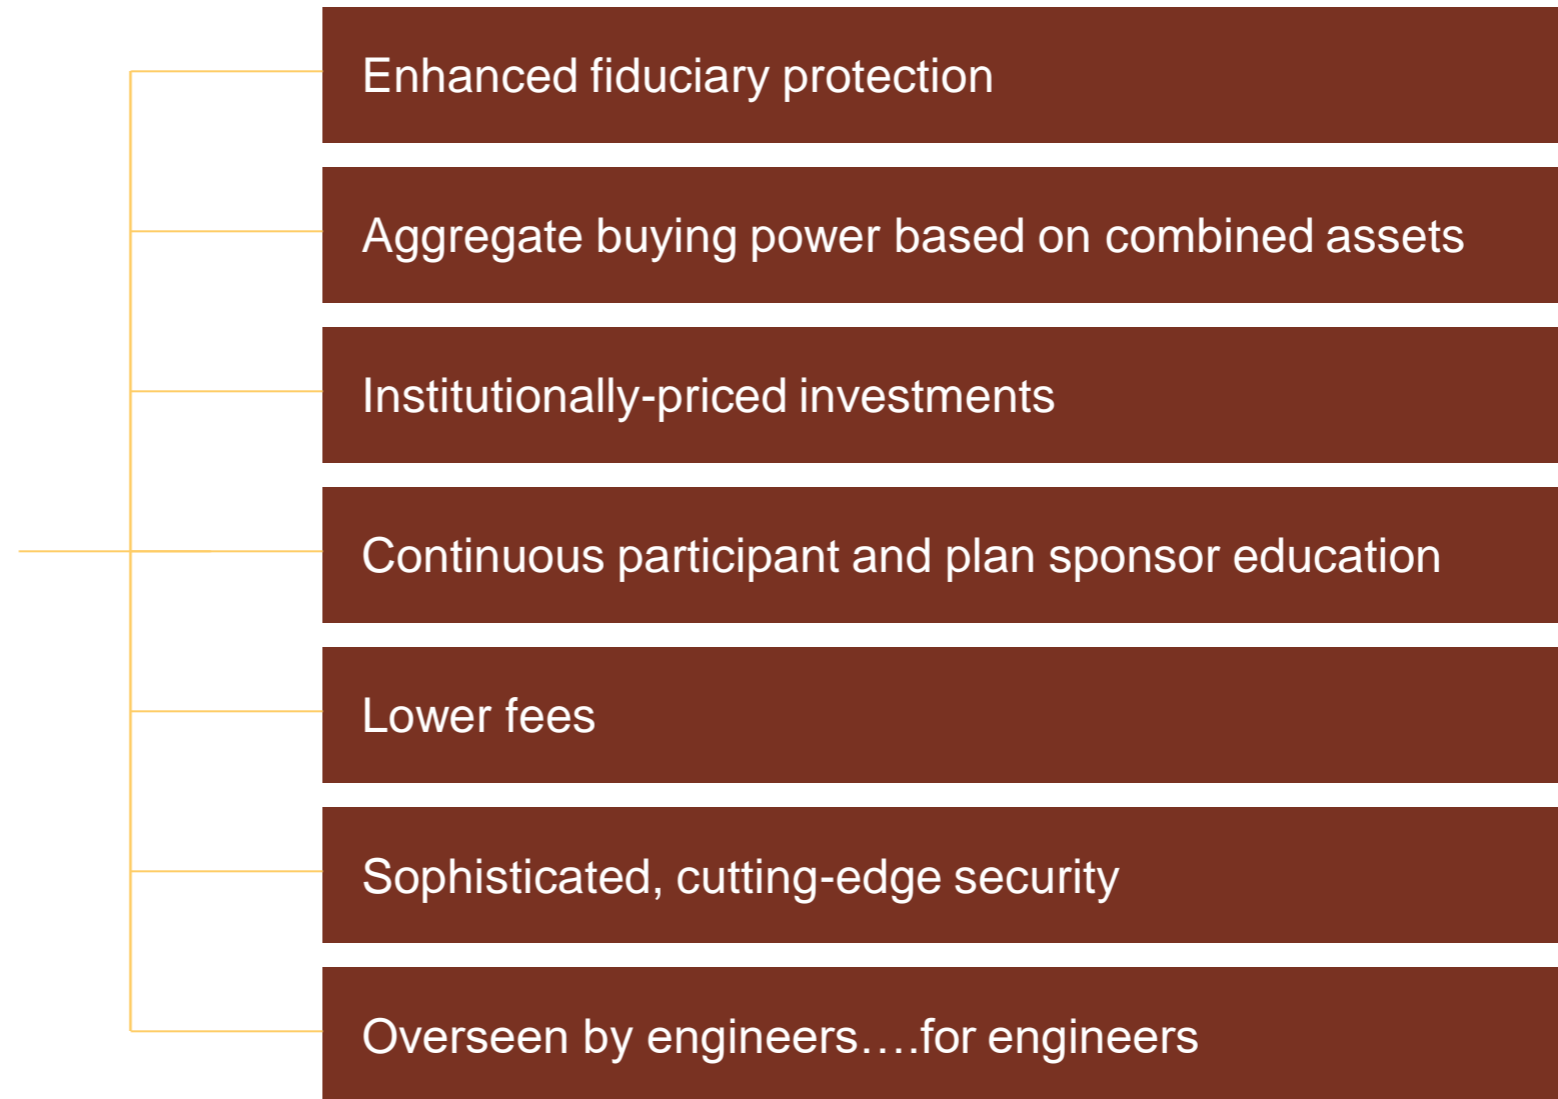 Enhanced fiduciary protection
Aggregate buying power based on combined assets
Institutionally-priced investments
Continuous participant and plan sponsor education
Lower fees
Sophisticated, cutting-edge security
Overseen by engineers….for engineers